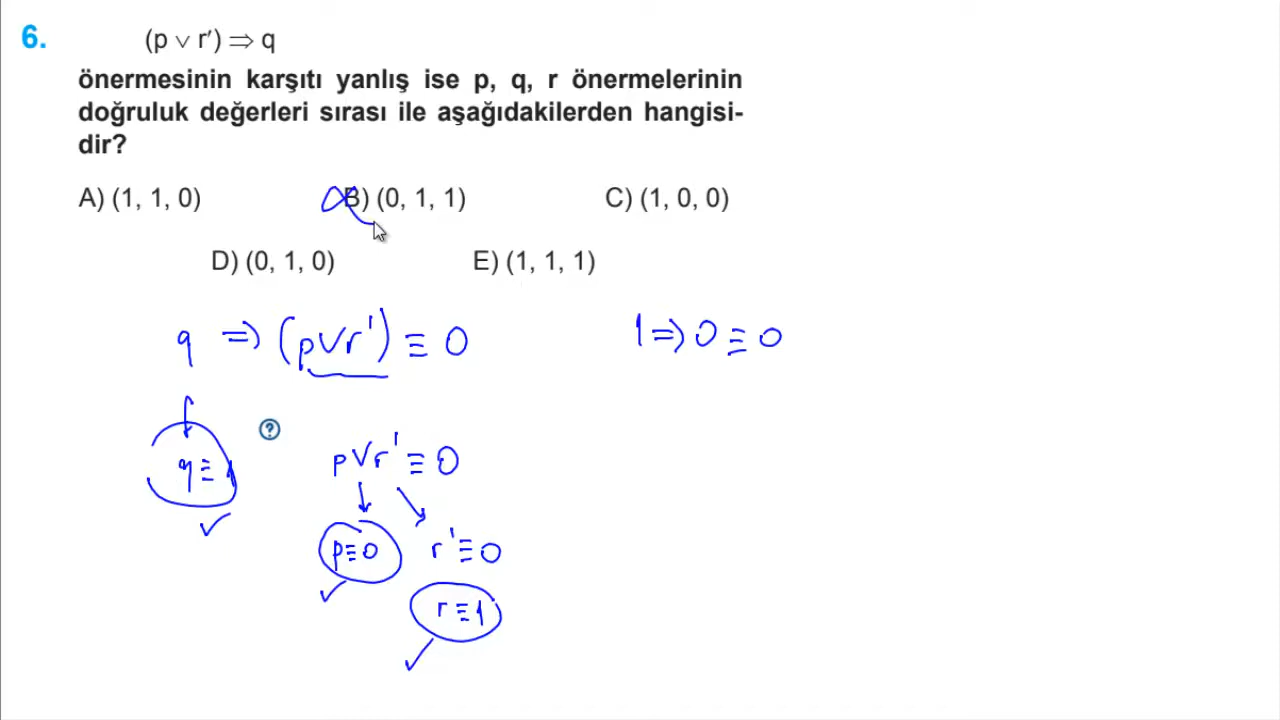 6. (p ∨ r′) ⇒ q
önermesinin karşıtı yanlış ise p, q, r önermelerinin
doğruluk değerleri sırası ile aşağıdakilerden hangisi-
dir?
A) (1, 1, 0) B) (0, 1, 1) C) (1, 0, 0)
D) (0, 1, 0) E) (1, 1, 1)
q ⇒ (p∨r') ≡ 0 1 ⇒ 0 ≡ 0
q ≡ 1 p∨r' ≡ 0
p ≡ 0 r' ≡ 0
r ≡ 1